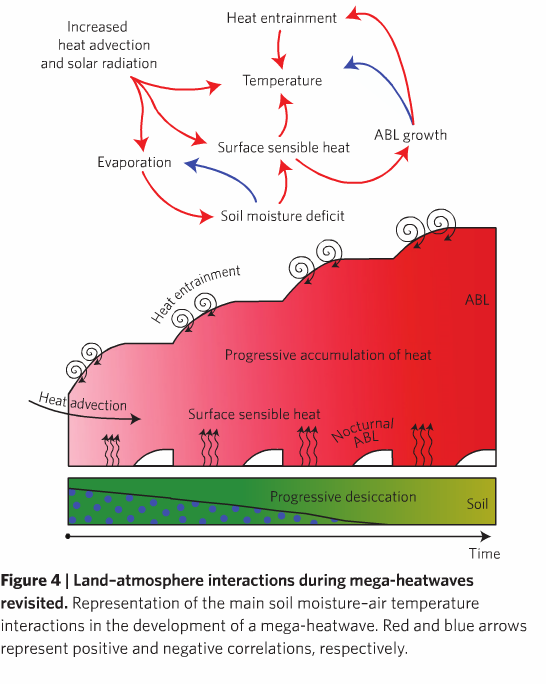 Increased
heat advection
and solar radiation
Heat entrainment
Temperature
ABL growth
Surface sensible heat
Evaporation
Soil moisture deficit
Heat entrainment
ABL
Progressive accumulation of heat
Heat advection
Surface sensible heat
Nocturnal
ABL
Progressive desiccation
Soil
Time
Figure 4 | Land–atmosphere interactions during mega-heatwaves
revisited. Representation of the main soil moisture–air temperature
interactions in the development of a mega-heatwave. Red and blue arrows
represent positive and negative correlations, respectively.